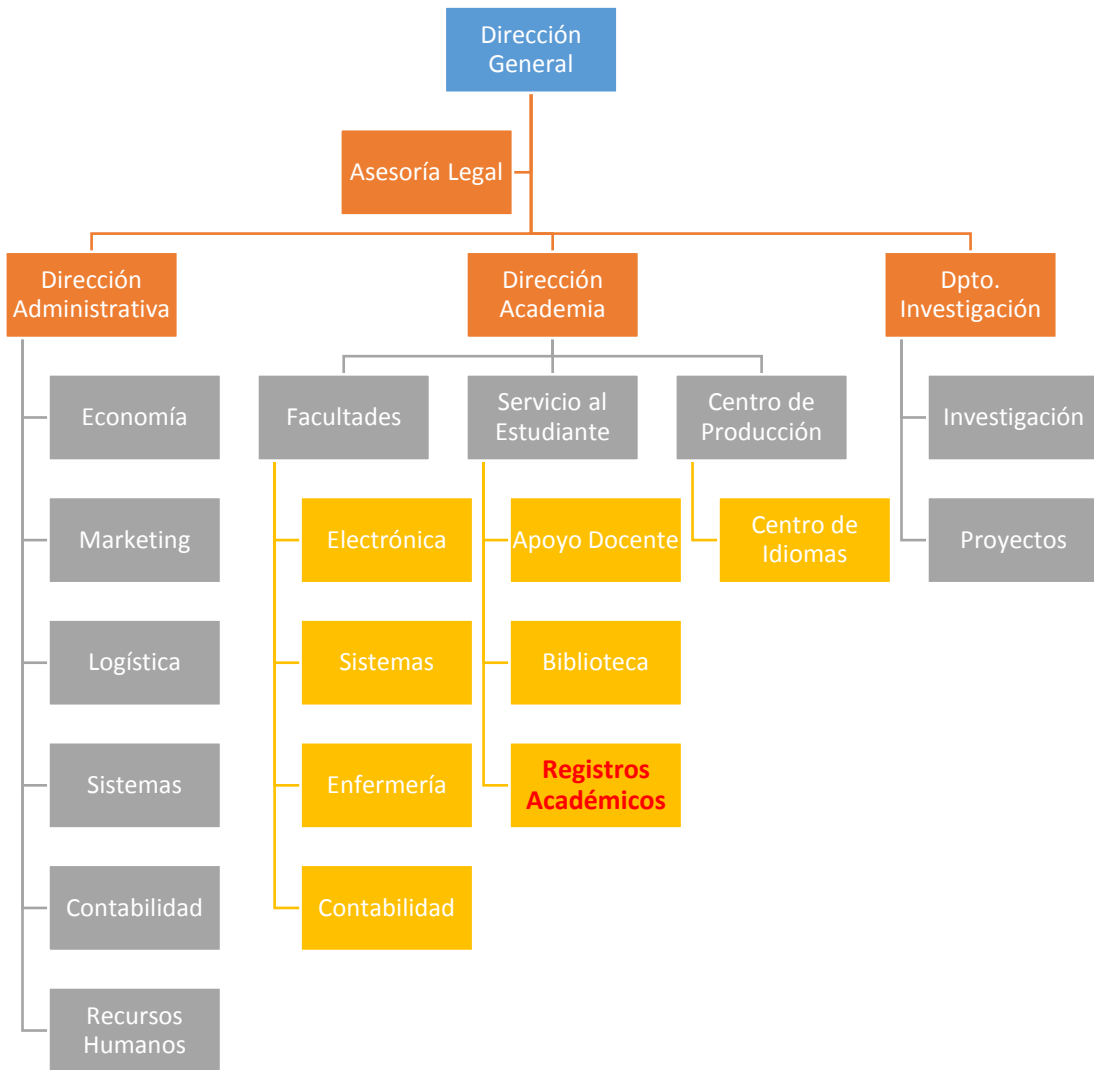 Dirección
General
Asesoría Legal
Dirección
Administrativa
Dirección
Academia
Dpto.
Investigación
Economía
Facultades
Servicio al
Estudiante
Centro de
Producción
Investigación
Marketing
Electrónica
Apoyo Docente
Centro de
Idiomas
Proyectos
Logística
Sistemas
Biblioteca
Sistemas
Enfermería
Registros
Académicos
Contabilidad
Contabilidad
Recursos
Humanos